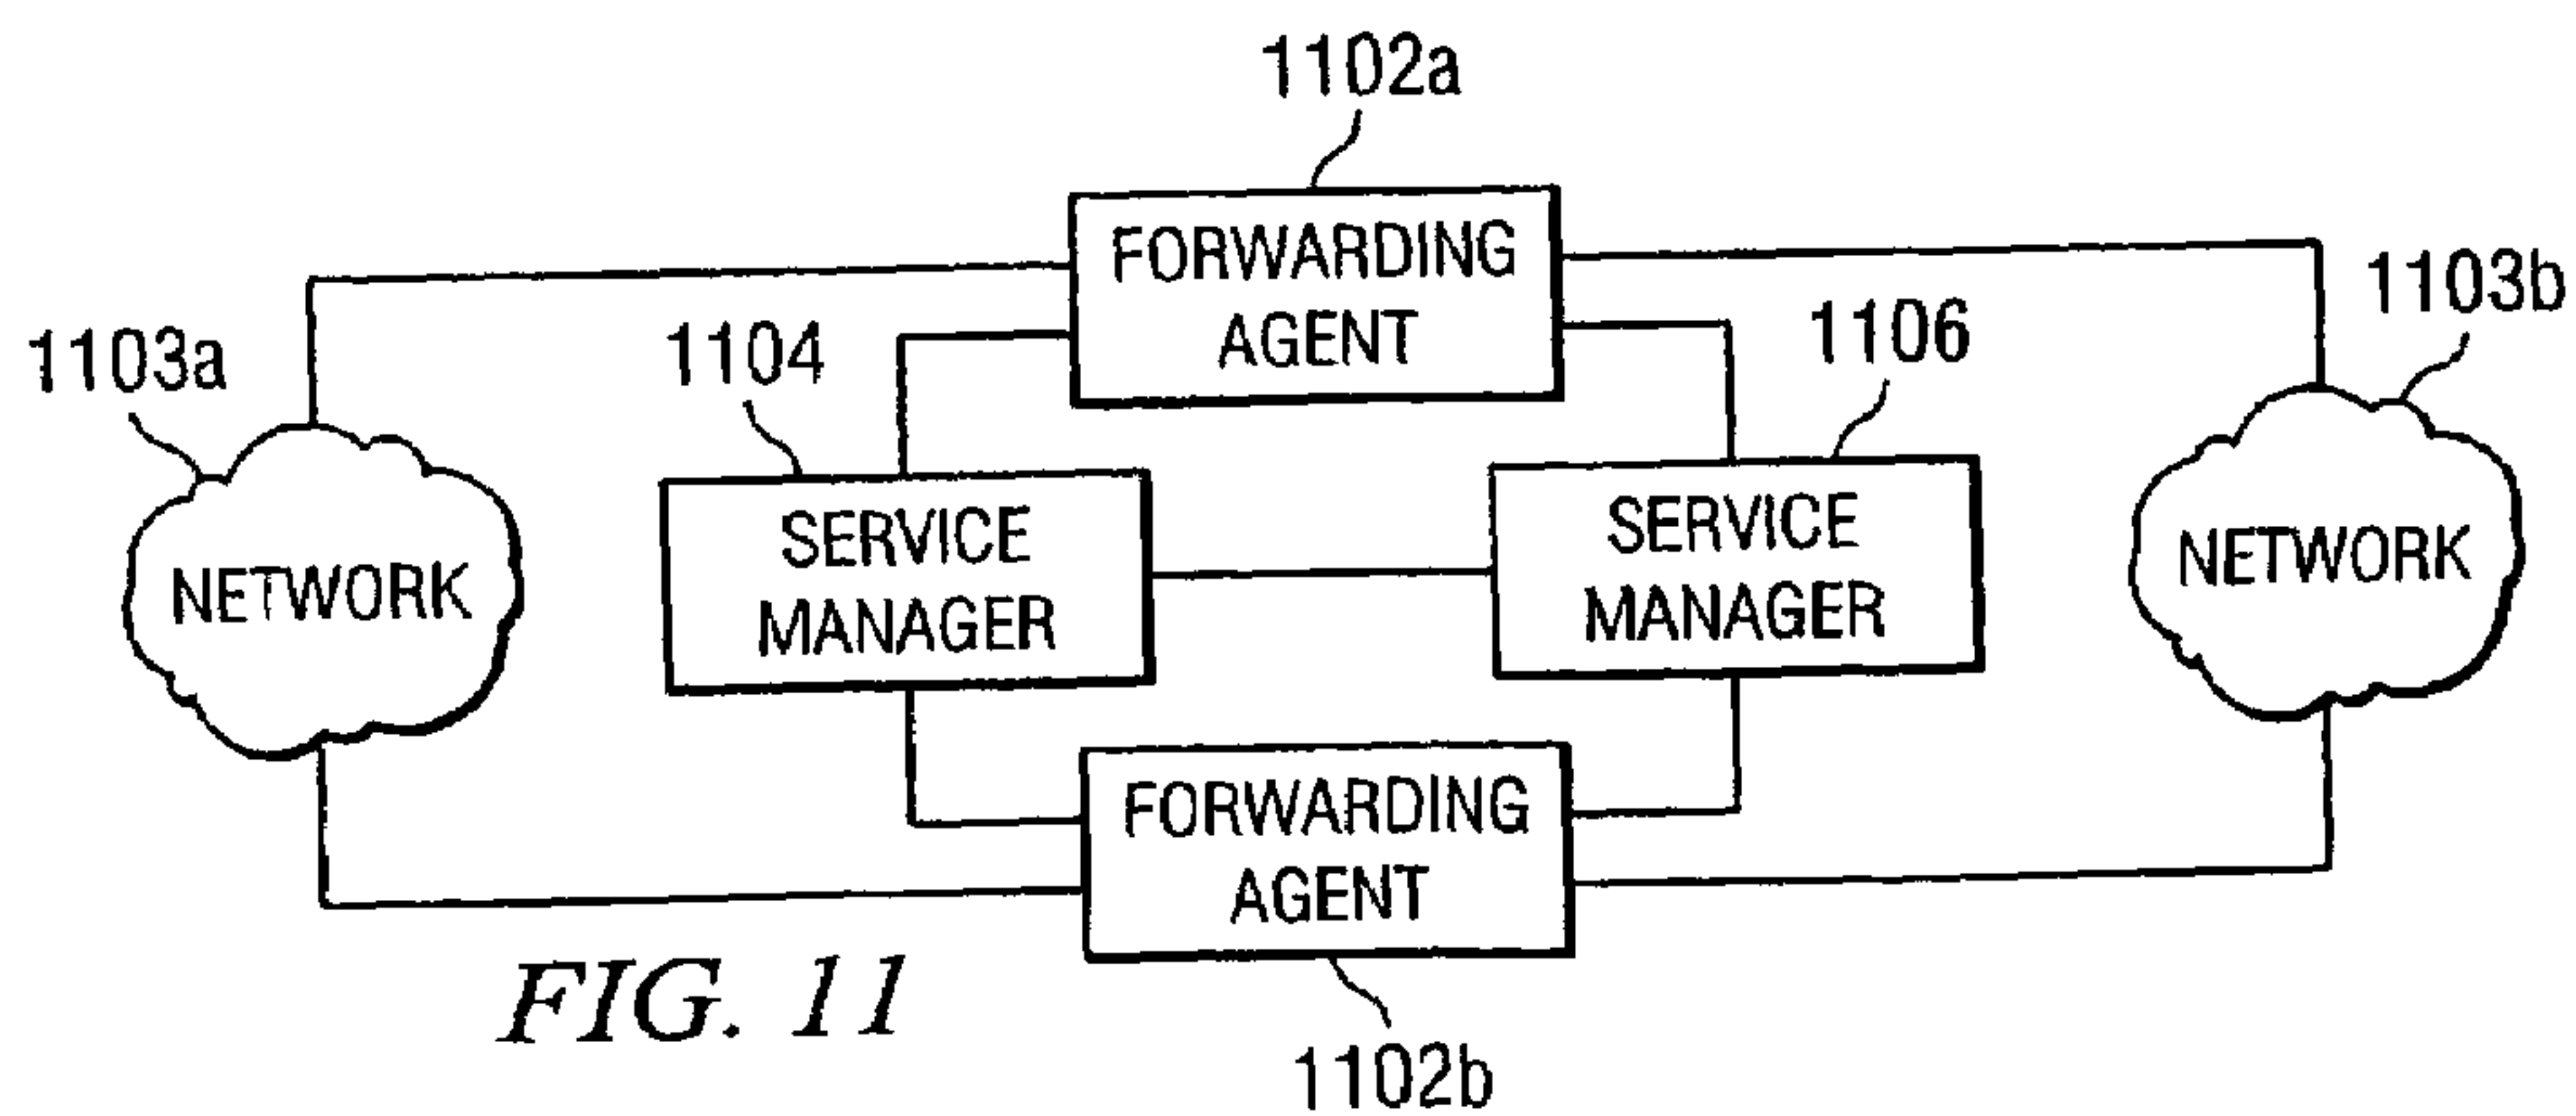 1102a
FORWARDING
AGENT
1103a
1104
1106
1103b
NETWORK
SERVICE
MANAGER
SERVICE
MANAGER
NETWORK
FORWARDING
AGENT
FIG. 11
1102b